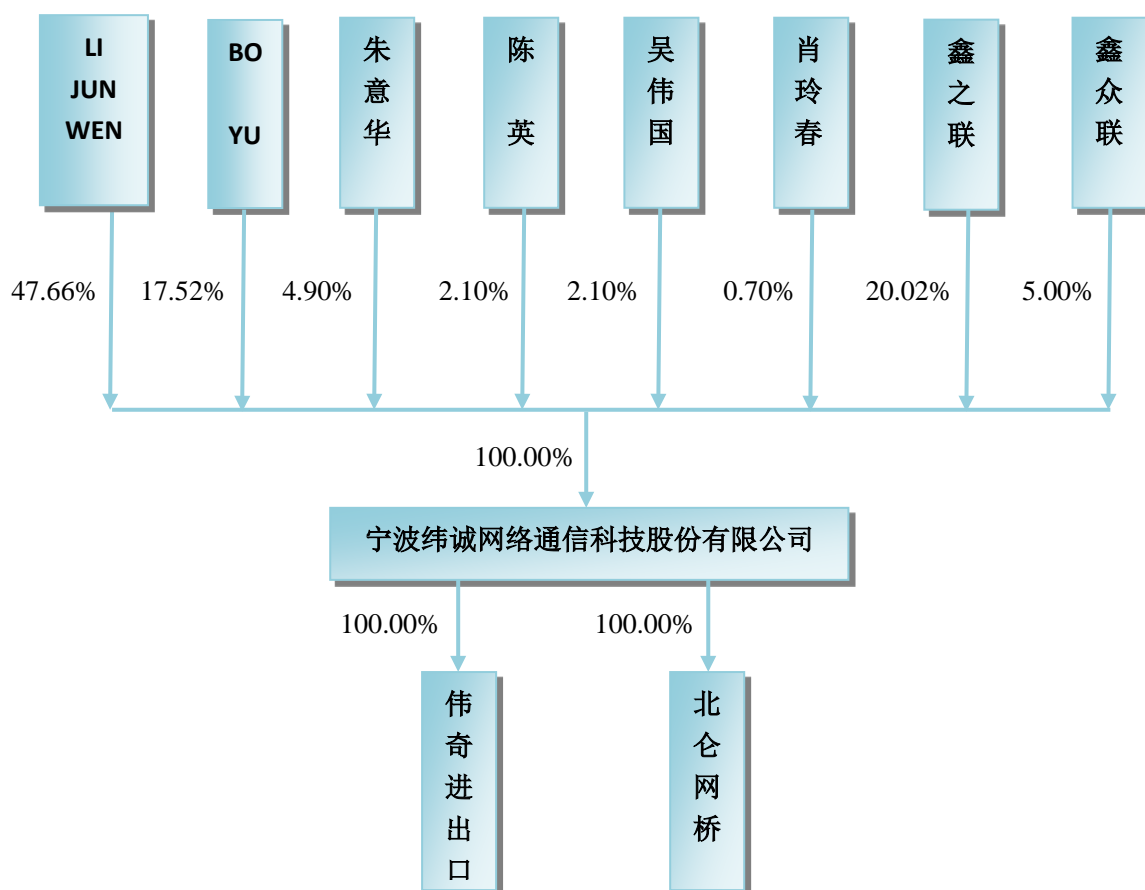 LI
JUN
WEN
BO
YU
朱意华
陈英
吴伟国
肖玲春
鑫之联
鑫众联
47.66%
17.52%
4.90%
2.10%
2.10%
0.70%
20.02%
5.00%
100.00%
宁波纬诚网络通信科技股份有限公司
100.00%
100.00%
伟奇进出口
北仑网桥